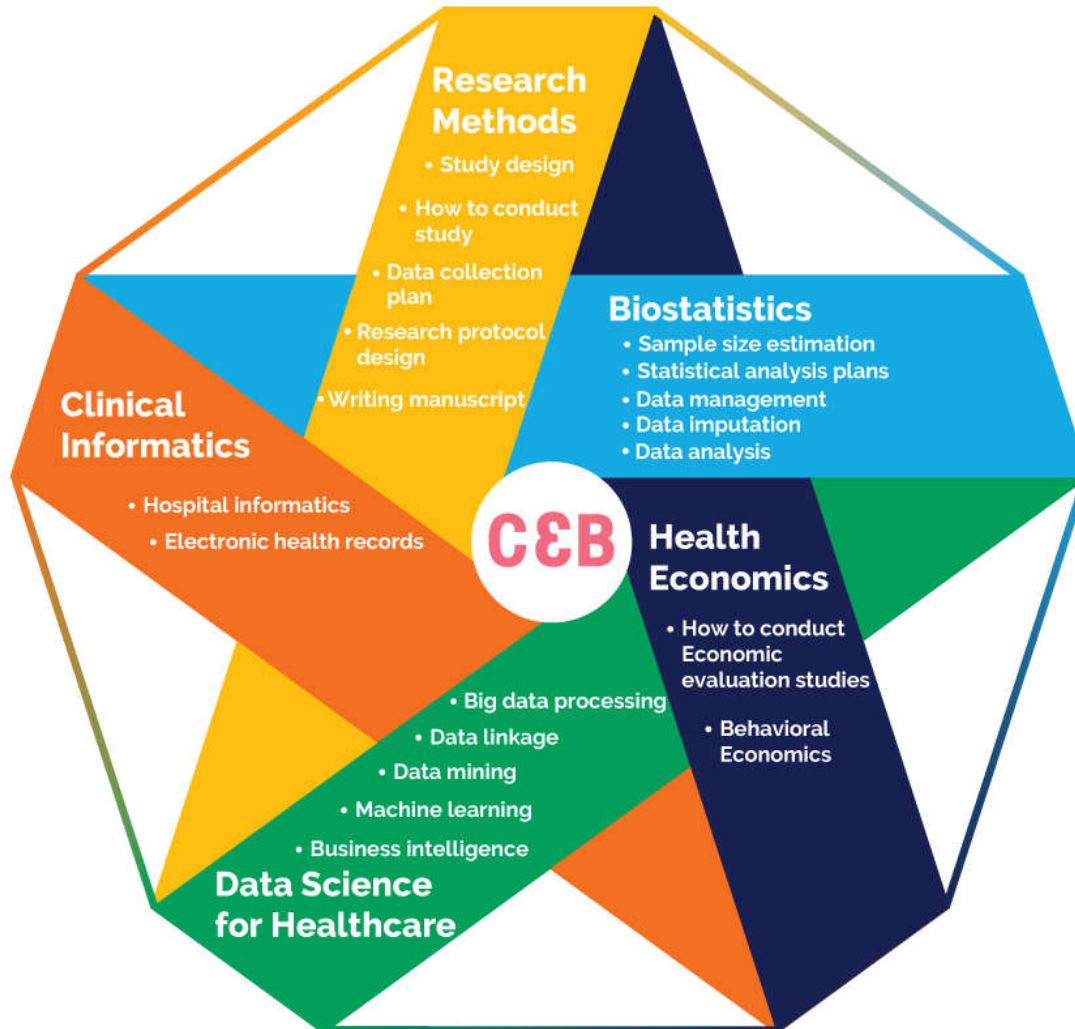 Research
Methods
• Study design
• How to conduct
study
• Data collection
plan
• Research protocol
design
• Writing manuscript
Biostatistics
• Sample size estimation
• Statistical analysis plans
• Data management
• Data imputation
• Data analysis
Clinical
Informatics
• Hospital informatics
• Electronic health records
CEB
Health
Economics
• How to conduct
Economic
evaluation studies
• Behavioral
Economics
• Big data processing
• Data linkage
• Data mining
• Machine learning
• Business intelligence
Data Science
for Healthcare